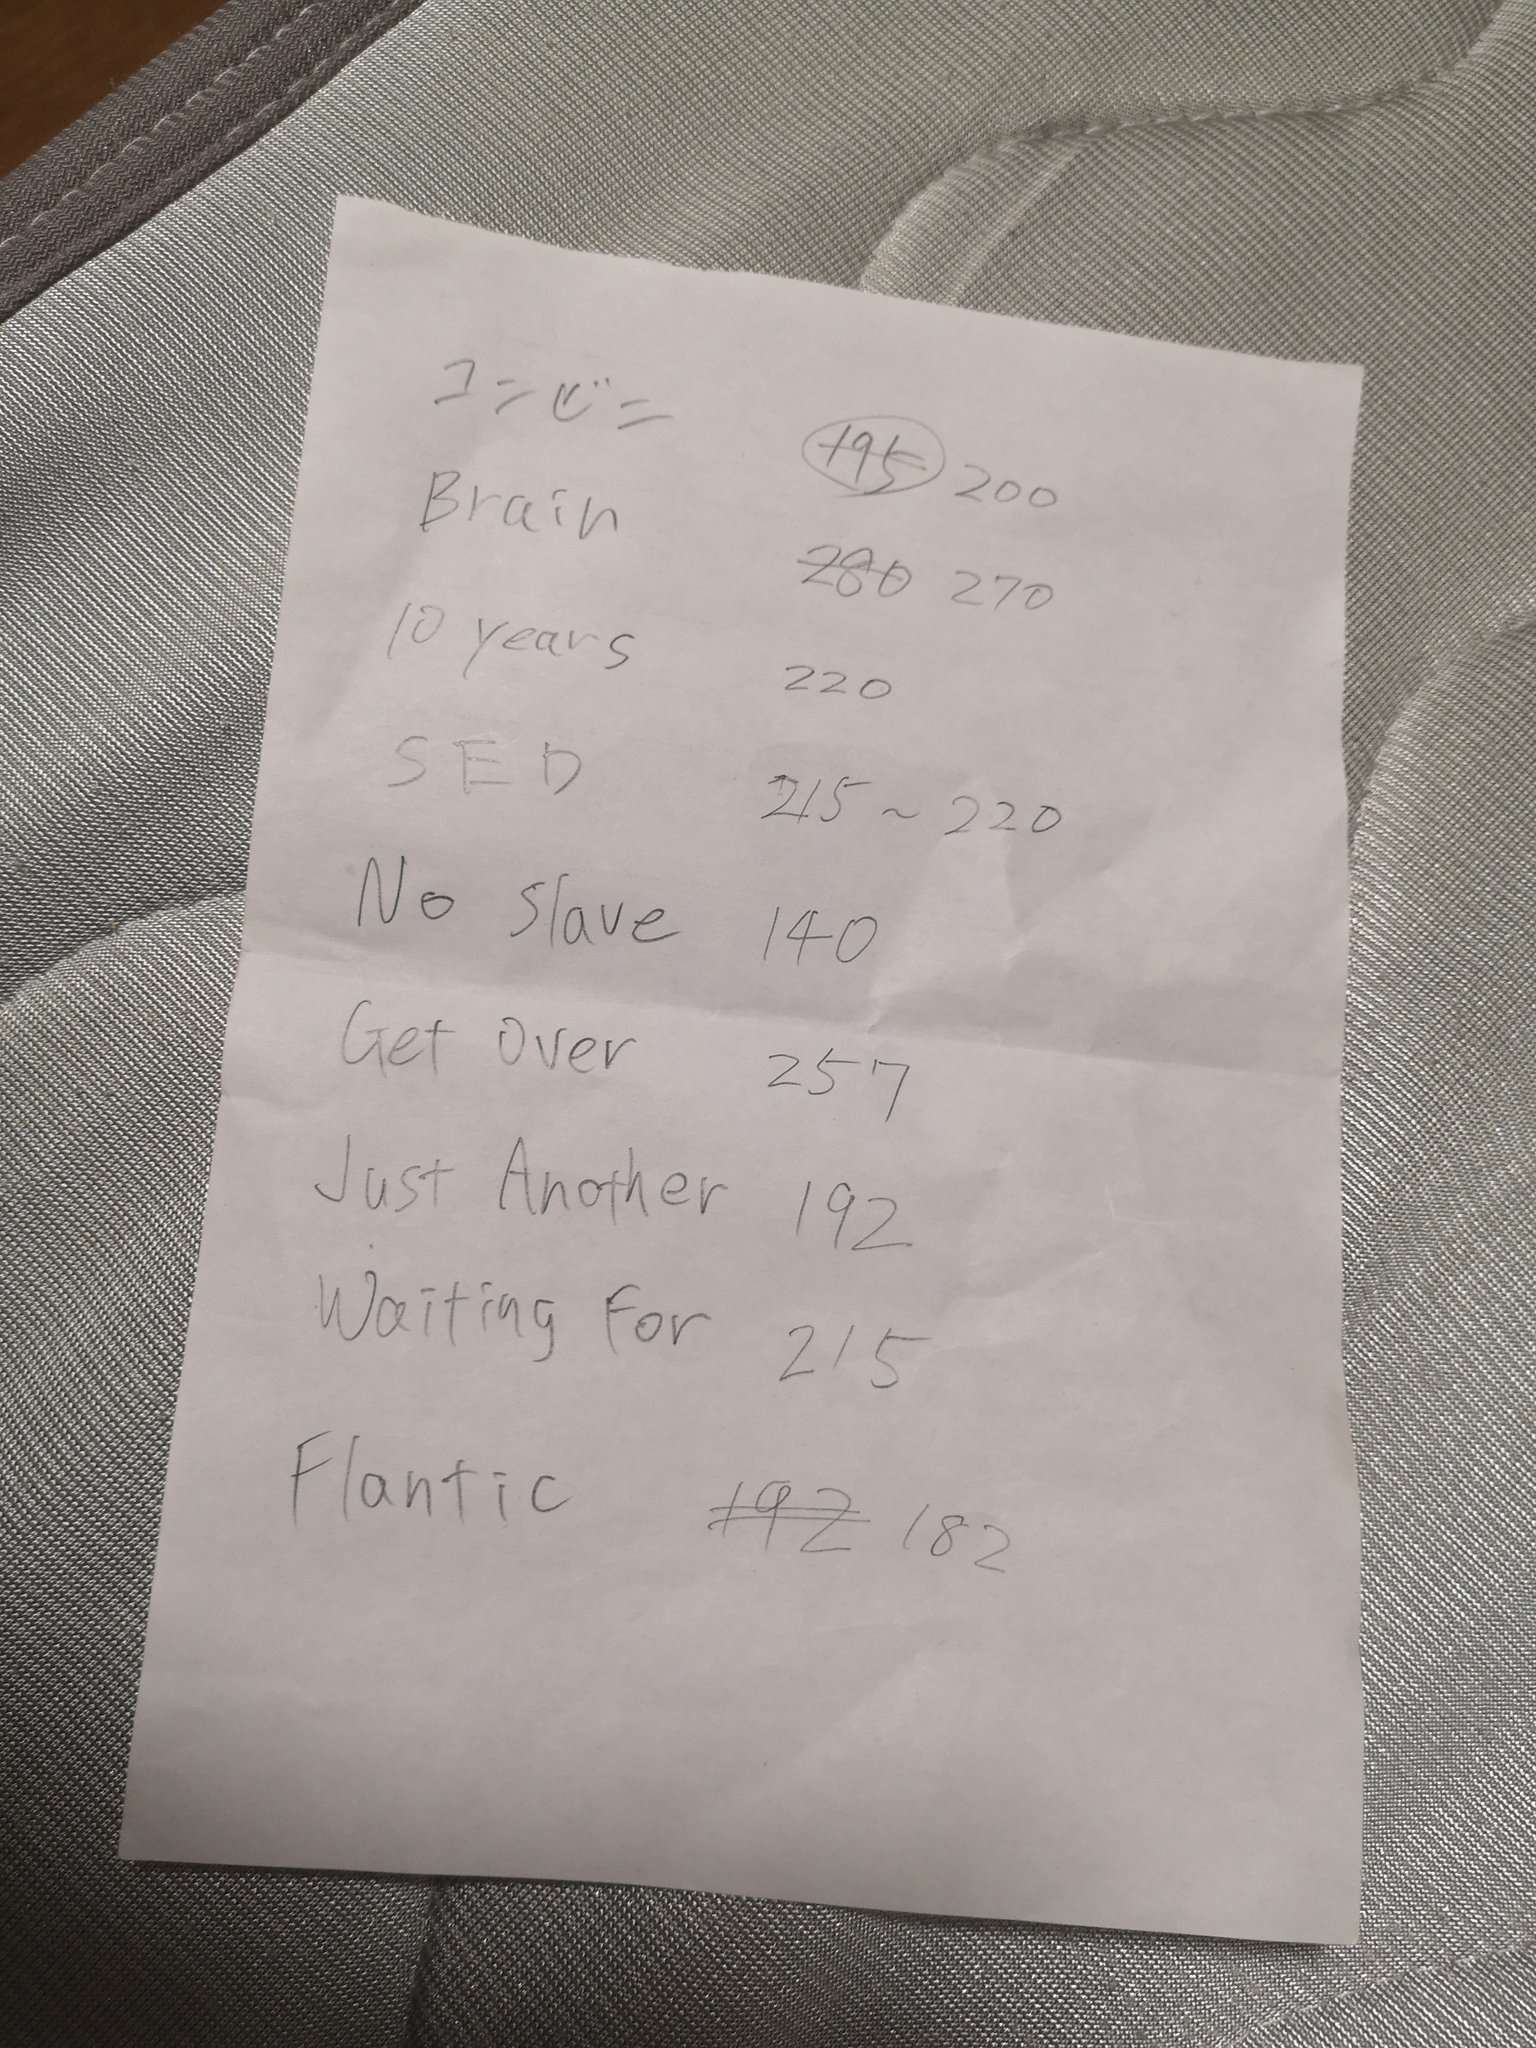 コンビニ 195 200
Brain 280 270
10 years 220
SED 215~220
No slave 140
Get over 257
Just Another 192
Waiting For 215
Flantic 192 182